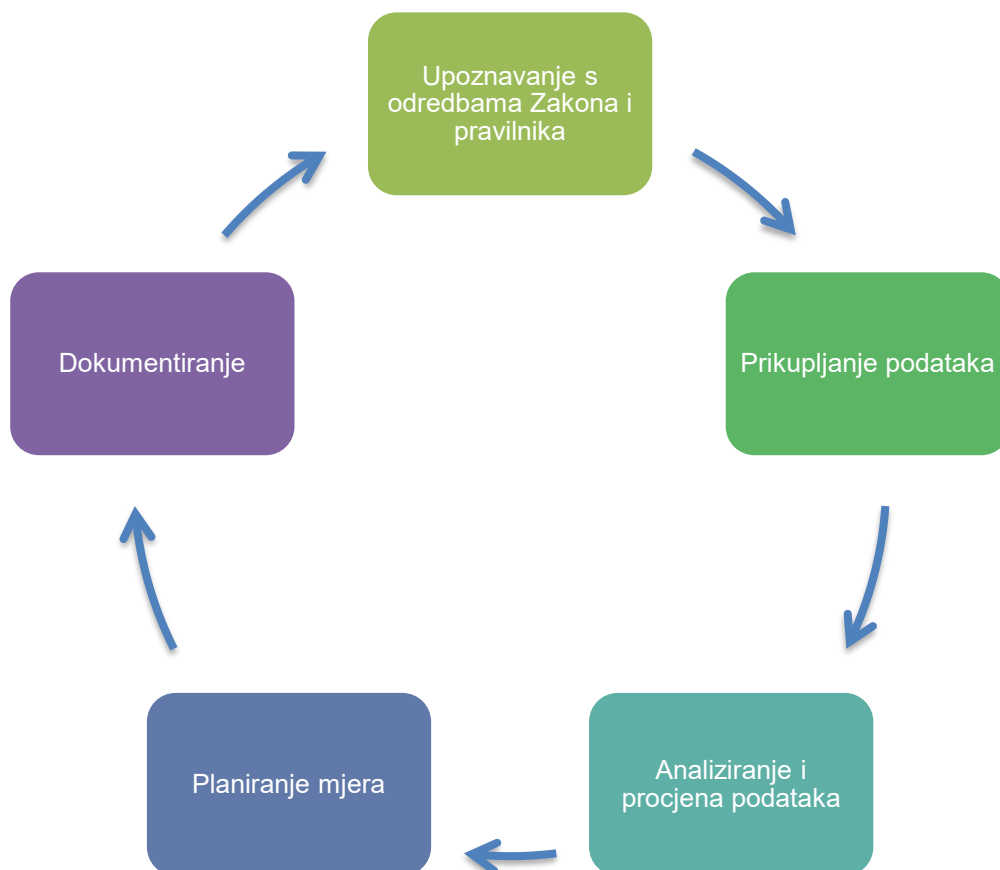 Upoznavanje s
odredbama Zakona i
pravilnika
Prikupljanje podataka
Analiziranje i
procjena podataka
Planiranje mjera
Dokumentiranje